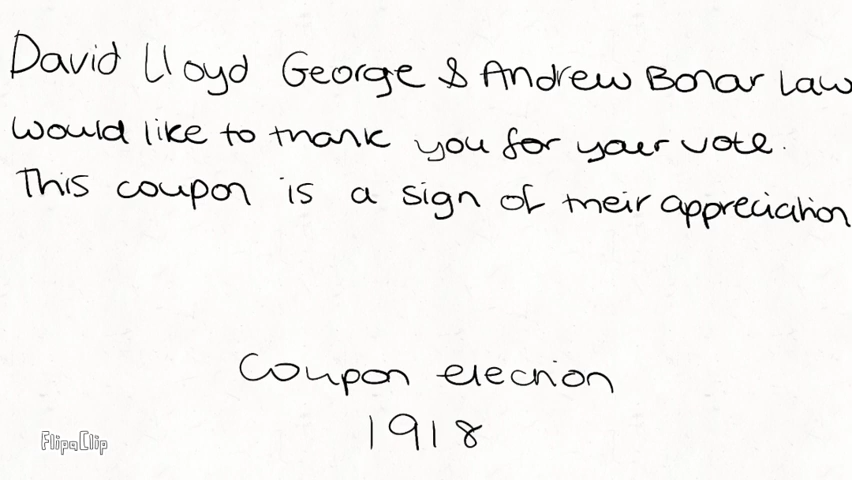 David Lloyd George & Andrew Bonar Law
would like to thank you for your vote.
This coupon is a sign of their appreciation
Coupon election
1918
FlipaClip